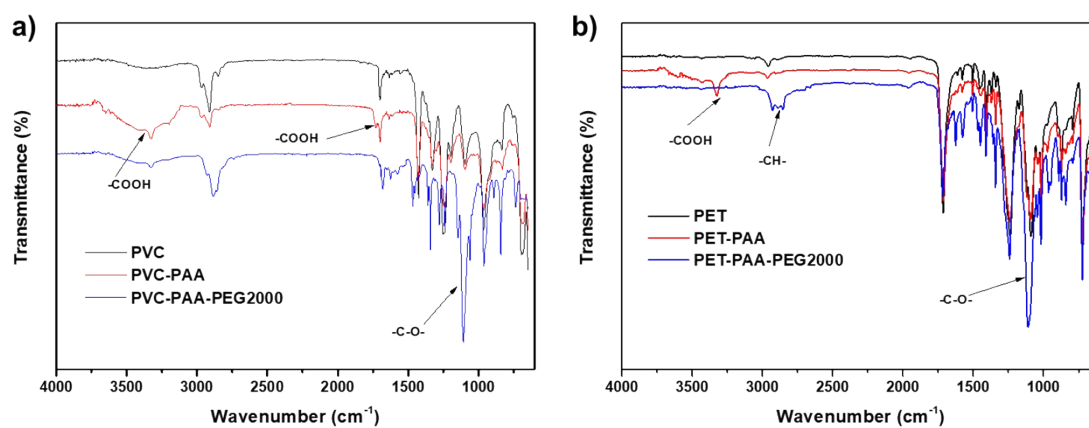 a)
Transmittance (%)
-COOH
-COOH
PVC
PVC-PAA
PVC-PAA-PEG2000
-C-O-
4000 3500 3000 2500 2000 1500 1000
Wavenumber (cm⁻¹)
b)
Transmittance (%)
-COOH
-CH-
PET
PET-PAA
PET-PAA-PEG2000
-C-O-
4000 3500 3000 2500 2000 1500 1000
Wavenumber (cm⁻¹)